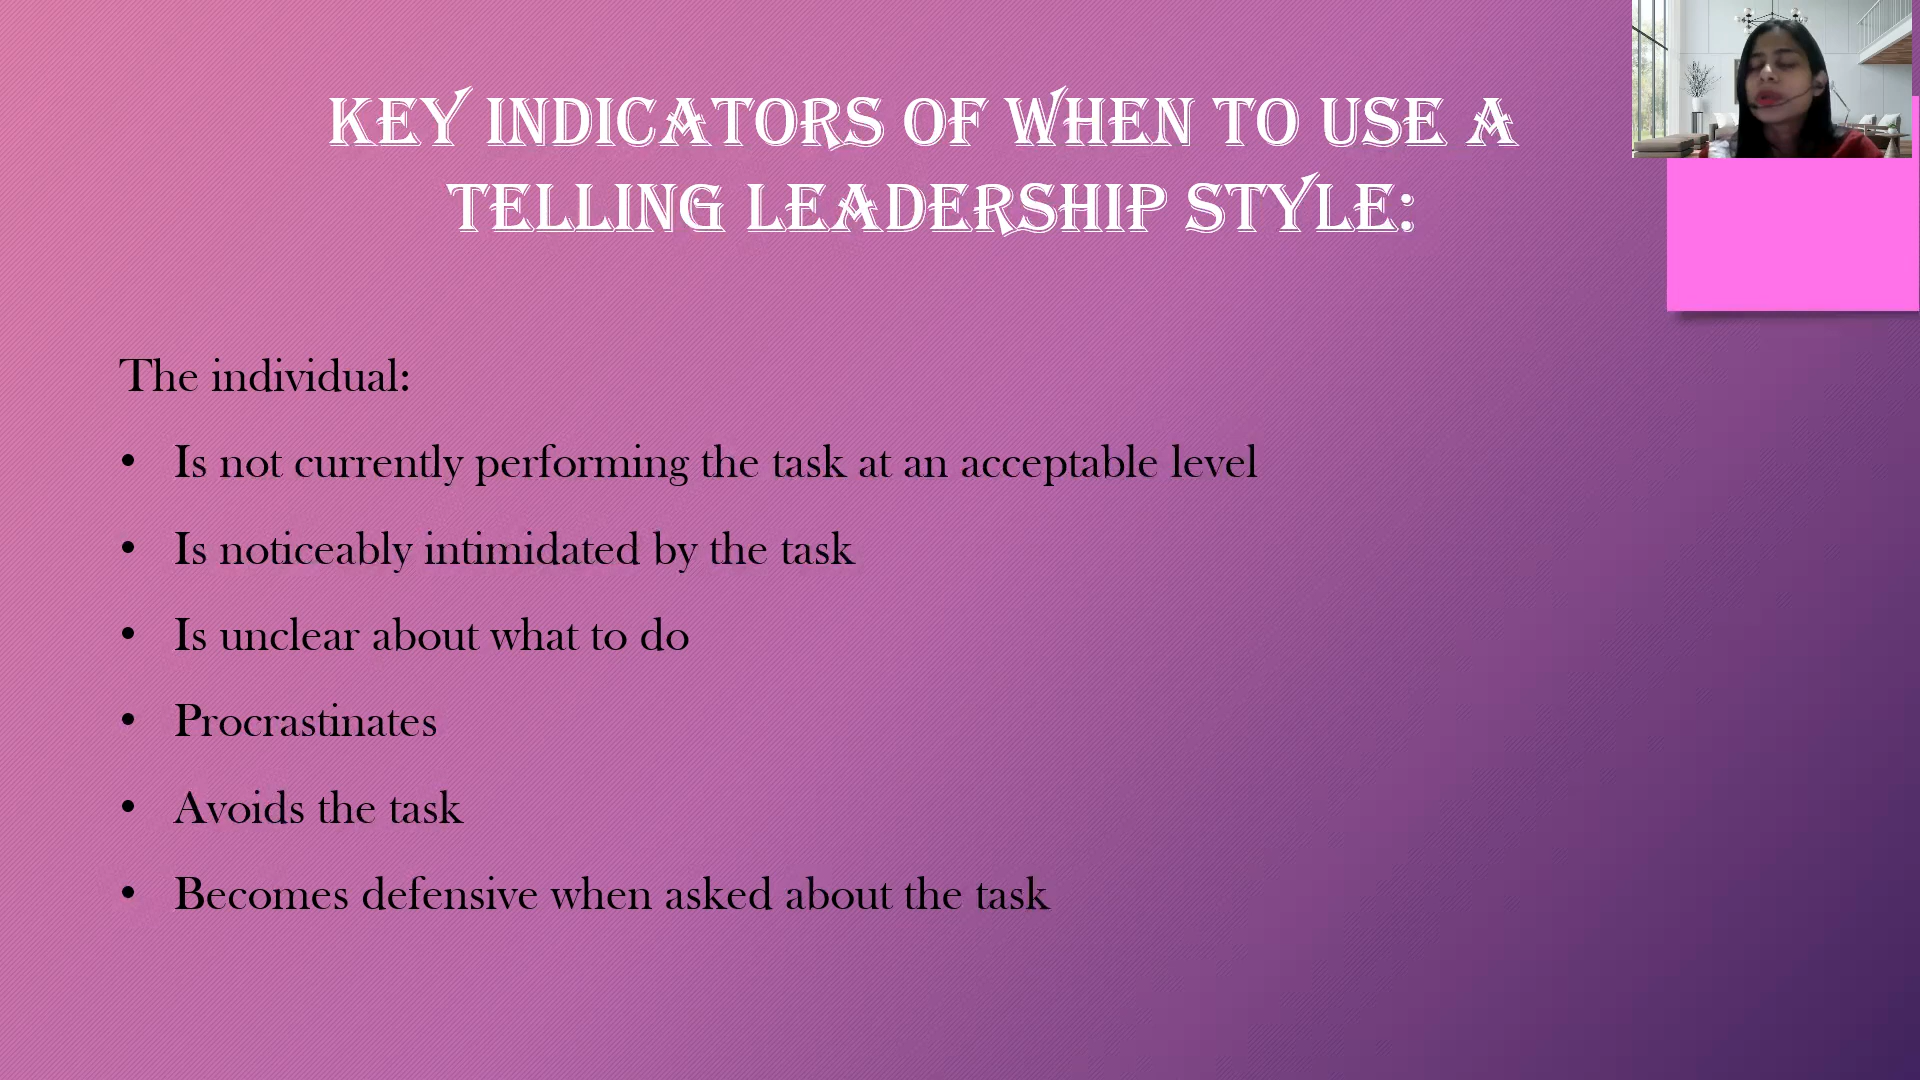 KEY INDICATORS OF WHEN TO USE A
TELLING LEADERSHIP STYLE:
The individual:
• Is not currently performing the task at an acceptable level
• Is noticeably intimidated by the task
• Is unclear about what to do
• Procrastinates
• Avoids the task
• Becomes defensive when asked about the task